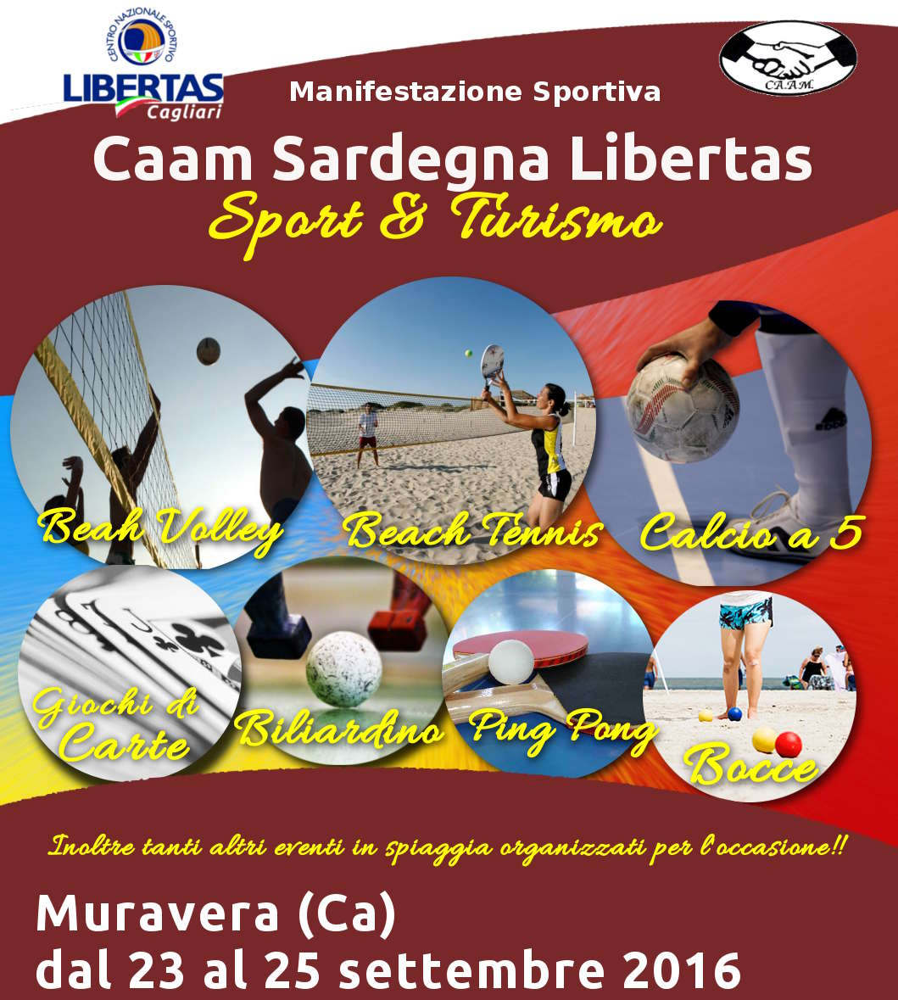 CENTRO NAZIONALE SPORTIVO
LIBERTAS
Cagliari
C.A.A.M.
Manifestazione Sportiva
Caam Sardegna Libertas
Sport & Turismo
Beah Volley
Beach Tennis
Calcio a 5
Giochi di
Carte
Biliardino
Ping Pong
Bocce
Inoltre tanti altri eventi in spiaggia organizzati per l'occasione!!
Muravera (Ca)
dal 23 al 25 settembre 2016